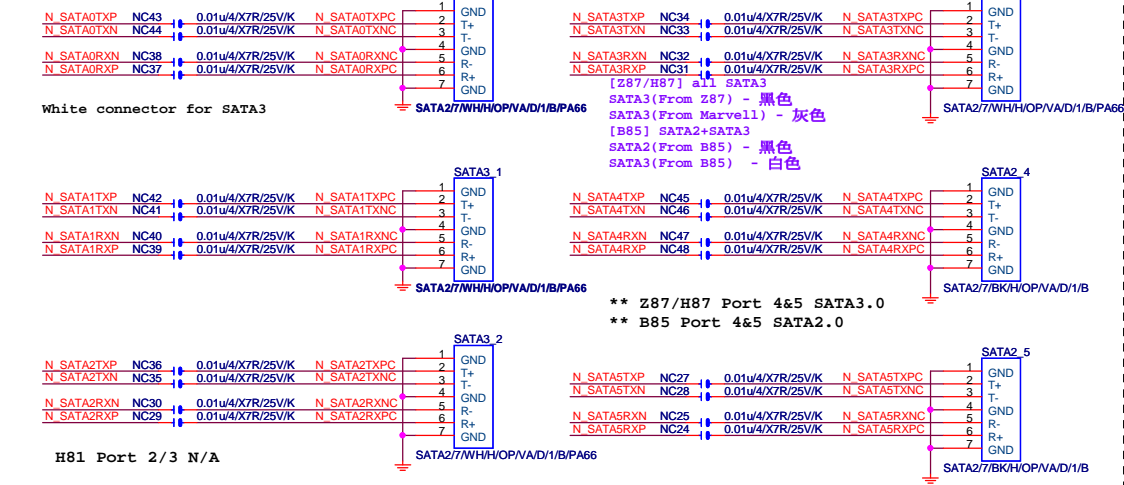 N_SATA0TXP NC43 0.01u/4/X7R/25V/K N_SATA0TXPC
N_SATA0TXN NC44 0.01u/4/X7R/25V/K N_SATA0TXNC
N_SATA0RXN NC38 0.01u/4/X7R/25V/K N_SATA0RXNC
N_SATA0RXP NC37 0.01u/4/X7R/25V/K N_SATA0RXPC
1 GND
2 T+
3 T-
4 GND
5 R-
6 R+
7 GND
SATA2/7/WH/H/OP/VA/D/1/B/PA66
White connector for SATA3
N_SATA3TXP NC34 0.01u/4/X7R/25V/K N_SATA3TXPC
N_SATA3TXN NC33 0.01u/4/X7R/25V/K N_SATA3TXNC
N_SATA3RXN NC32 0.01u/4/X7R/25V/K N_SATA3RXNC
N_SATA3RXP NC31 0.01u/4/X7R/25V/K N_SATA3RXPC
1 GND
2 T+
3 T-
4 GND
5 R-
6 R+
7 GND
SATA2/7/WH/H/OP/VA/D/1/B/PA66
[Z87/H87] all SATA3
SATA3(From Z87) - 黑色
SATA3(From Marvell) - 灰色
[B85] SATA2+SATA3
SATA2(From B85) - 黑色
SATA3(From B85) - 白色
SATA3_1
N_SATA1TXP NC42 0.01u/4/X7R/25V/K N_SATA1TXPC
N_SATA1TXN NC41 0.01u/4/X7R/25V/K N_SATA1TXNC
N_SATA1RXN NC40 0.01u/4/X7R/25V/K N_SATA1RXNC
N_SATA1RXP NC39 0.01u/4/X7R/25V/K N_SATA1RXPC
1 GND
2 T+
3 T-
4 GND
5 R-
6 R+
7 GND
SATA2/7/WH/H/OP/VA/D/1/B/PA66
SATA2_4
N_SATA4TXP NC45 0.01u/4/X7R/25V/K N_SATA4TXPC
N_SATA4TXN NC46 0.01u/4/X7R/25V/K N_SATA4TXNC
N_SATA4RXN NC47 0.01u/4/X7R/25V/K N_SATA4RXNC
N_SATA4RXP NC48 0.01u/4/X7R/25V/K N_SATA4RXPC
1 GND
2 T+
3 T-
4 GND
5 R-
6 R+
7 GND
SATA2/7/BK/H/OP/VA/D/1/B
** Z87/H87 Port 4&5 SATA3.0
** B85 Port 4&5 SATA2.0
SATA3_2
N_SATA2TXP NC36 0.01u/4/X7R/25V/K N_SATA2TXPC
N_SATA2TXN NC35 0.01u/4/X7R/25V/K N_SATA2TXNC
N_SATA2RXN NC30 0.01u/4/X7R/25V/K N_SATA2RXNC
N_SATA2RXP NC29 0.01u/4/X7R/25V/K N_SATA2RXPC
1 GND
2 T+
3 T-
4 GND
5 R-
6 R+
7 GND
SATA2/7/WH/H/OP/VA/D/1/B/PA66
H81 Port 2/3 N/A
SATA2_5
N_SATA5TXP NC27 0.01u/4/X7R/25V/K N_SATA5TXPC
N_SATA5TXN NC28 0.01u/4/X7R/25V/K N_SATA5TXNC
N_SATA5RXN NC25 0.01u/4/X7R/25V/K N_SATA5RXNC
N_SATA5RXP NC24 0.01u/4/X7R/25V/K N_SATA5RXPC
1 GND
2 T+
3 T-
4 GND
5 R-
6 R+
7 GND
SATA2/7/BK/H/OP/VA/D/1/B